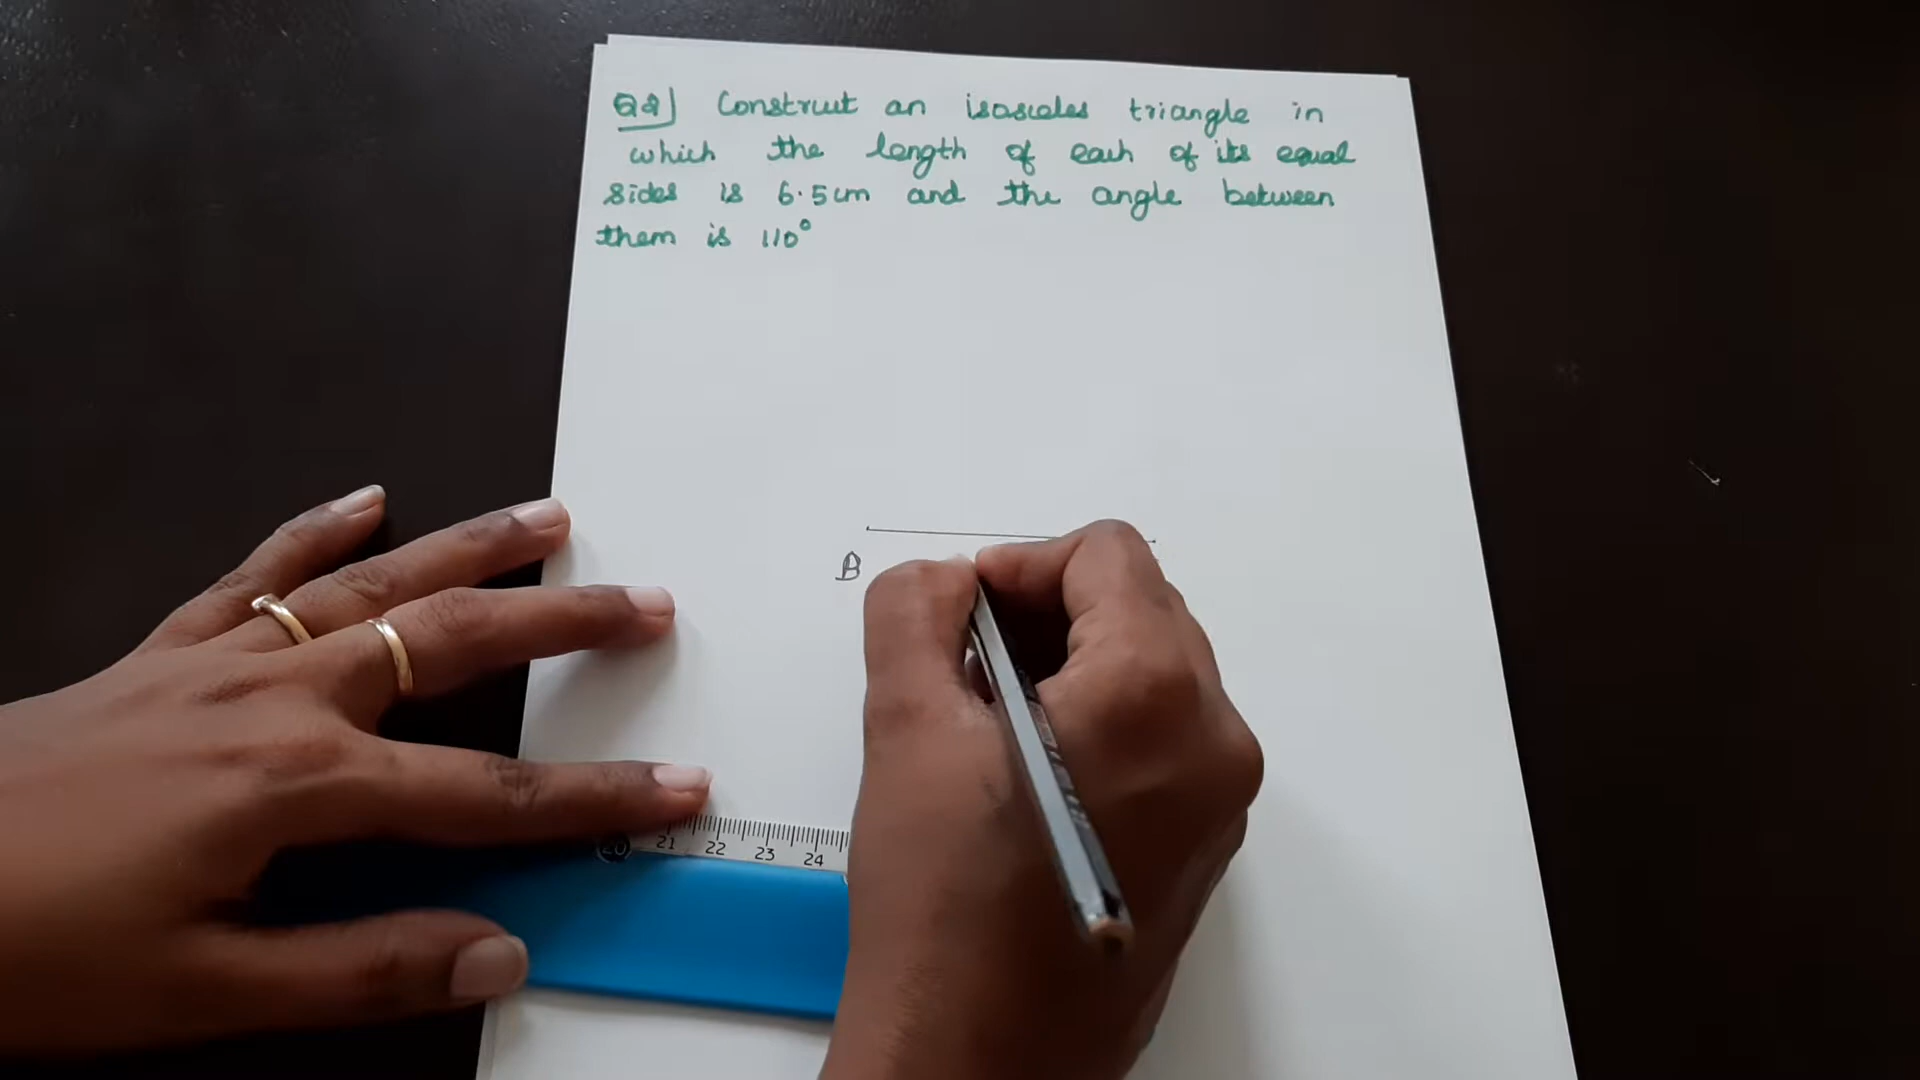 Q2] Construct an isosceles triangle in
which the length of each of its equal
sides is 6.5cm and the angle between
them is 110°
B
20 21 22 23 24